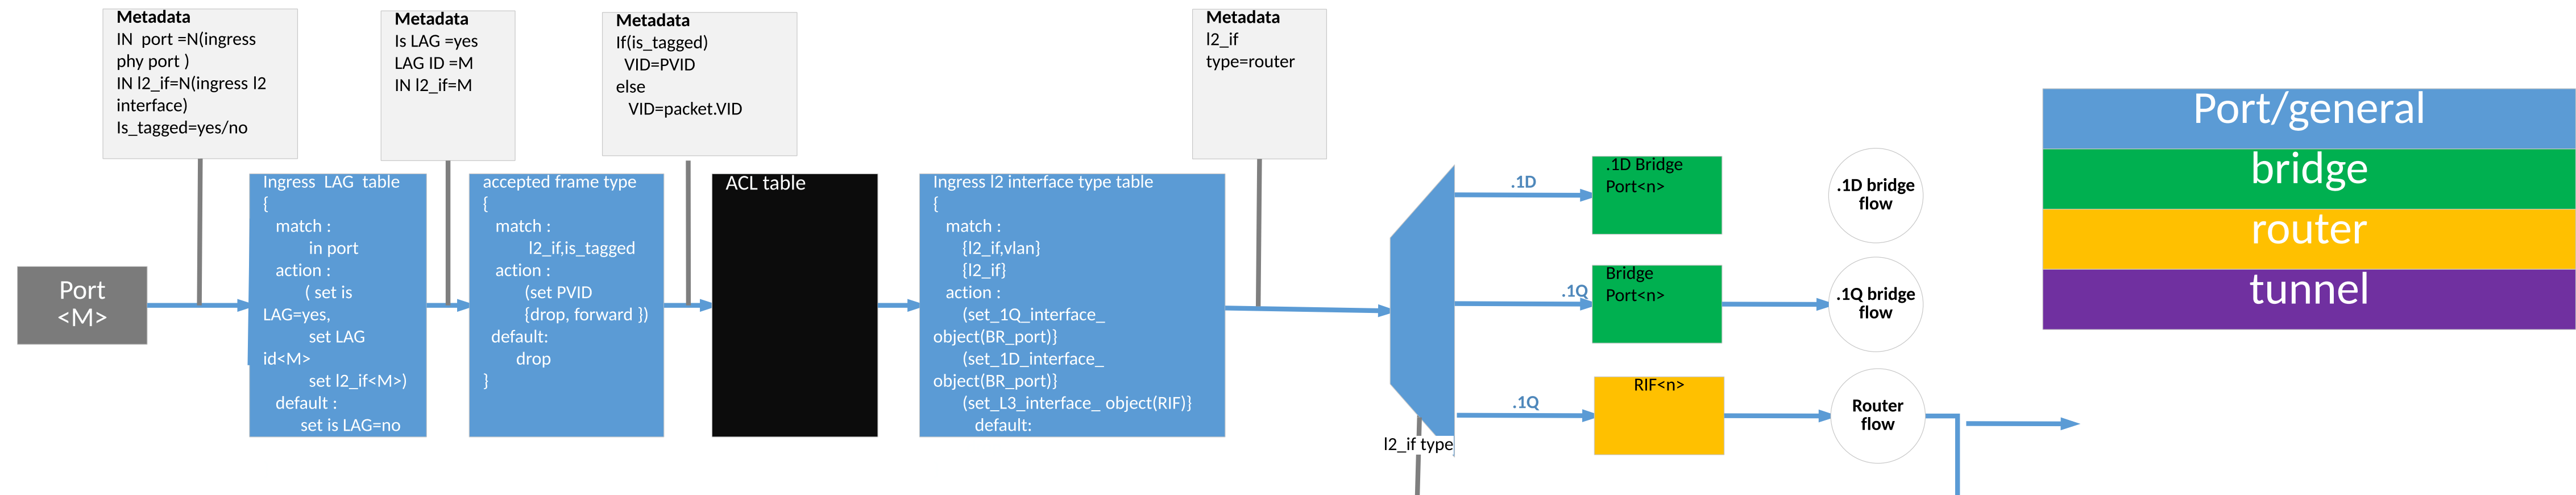 Metadata
IN  port =N(ingress
phy port )
IN l2_if=N(ingress l2
interface)
Is_tagged=yes/no
Metadata
Is LAG =yes
LAG ID =M
IN l2_if=M
Metadata
If(is_tagged)
VID=PVID
else
VID=packet.VID
Metadata
l2_if
type=router
Port
<M>
Ingress  LAG  table
{
match :
in port
action :
( set is
LAG=yes,
set LAG
id<M>
set l2_if<M>)
default :
set is LAG=no
accepted frame type
{
match :
l2_if,is_tagged
action :
(set PVID
{drop, forward })
default:
drop
}
ACL table
Ingress l2 interface type table
{
match :
{l2_if,vlan}
{l2_if}
action :
(set_1Q_interface_
object(BR_port)}
(set_1D_interface_
object(BR_port)}
(set_L3_interface_ object(RIF)}
default:
l2_if type
.1D
.1D Bridge
Port<n>
.1D bridge
flow
.1Q
Bridge
Port<n>
.1Q bridge
flow
.1Q
RIF<n>
Router
flow
Port/general
bridge
router
tunnel